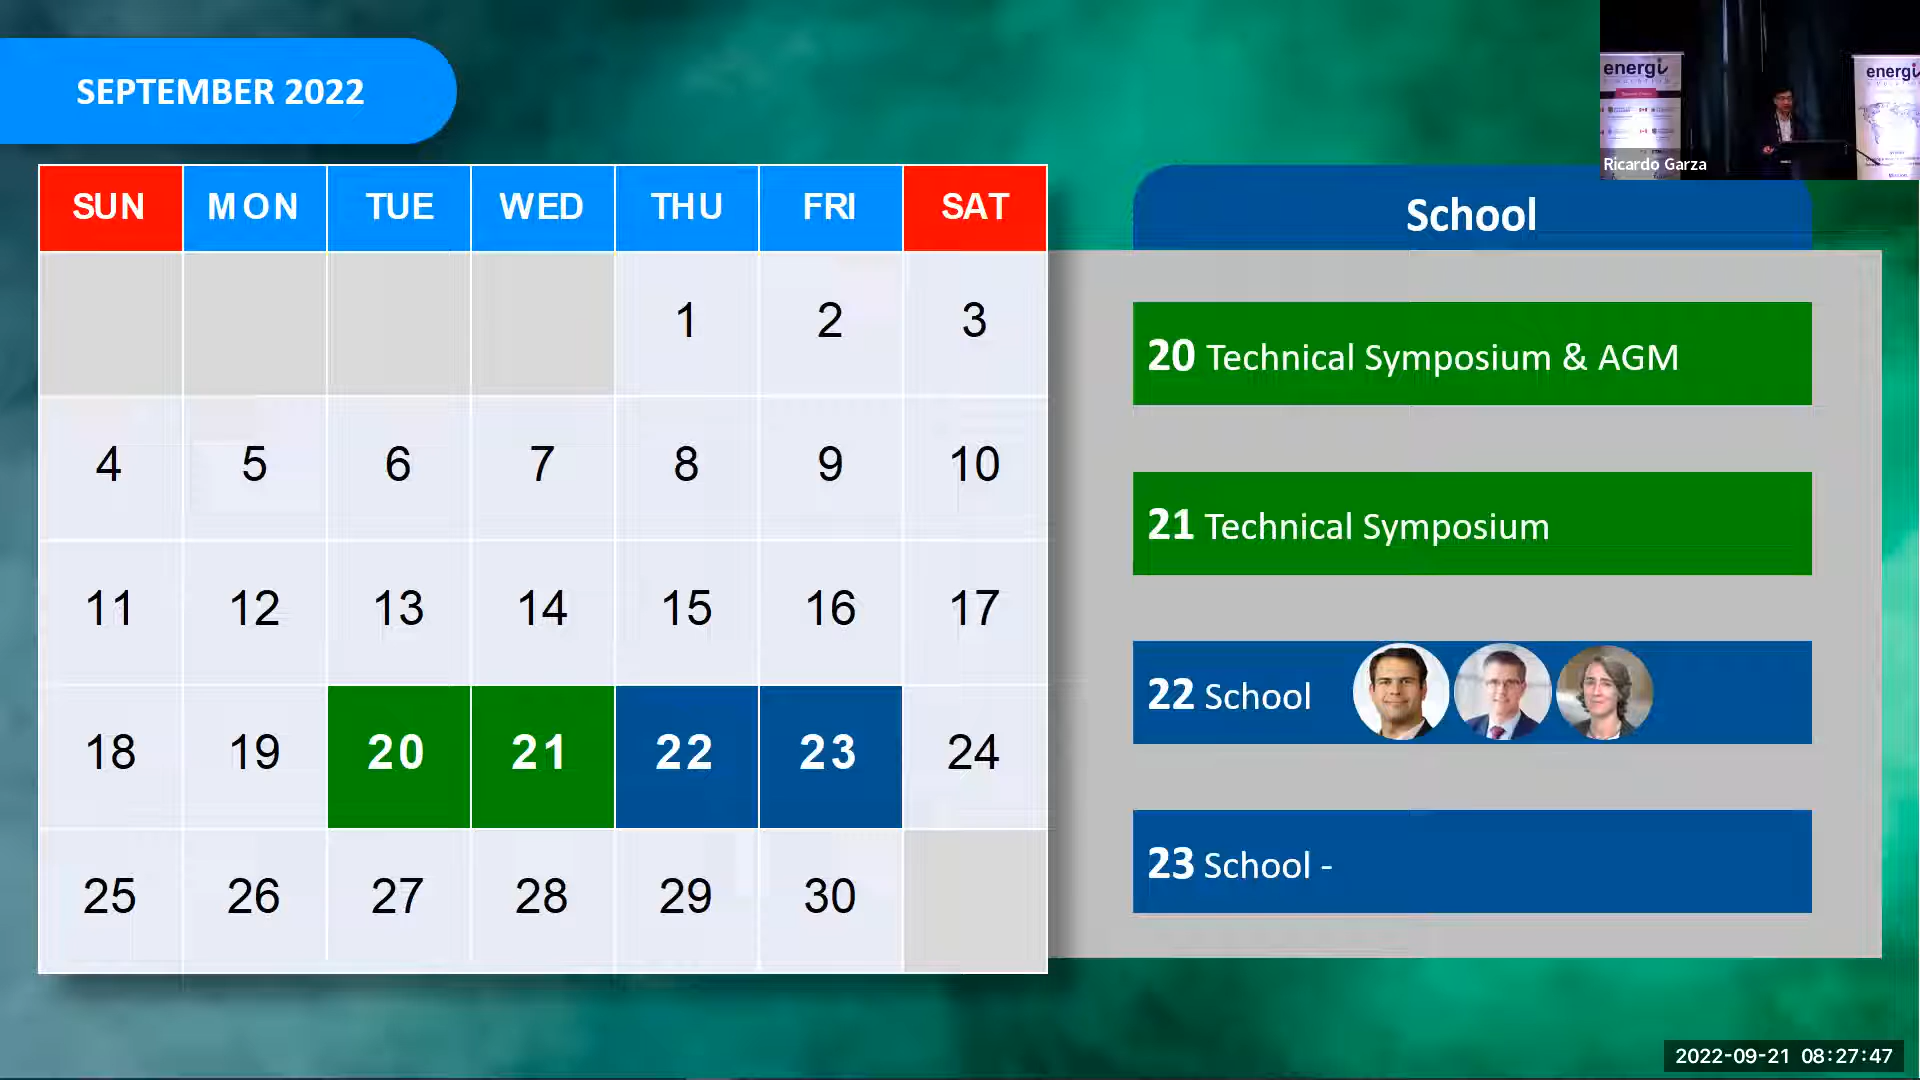 SEPTEMBER 2022
SUN MON TUE WED THU FRI SAT
1 2 3
4 5 6 7 8 9 10
11 12 13 14 15 16 17
18 19 20 21 22 23 24
25 26 27 28 29 30
energi
energi
Ricardo Garza
School
20 Technical Symposium & AGM
21 Technical Symposium
22 School
23 School -
2022-09-21 08:27:47